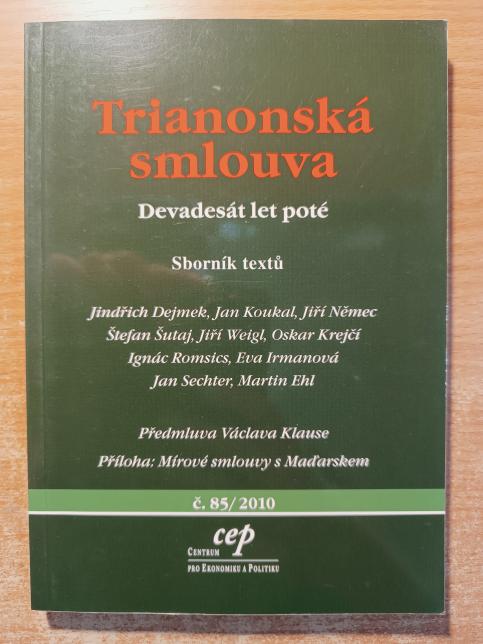 Trianonská
smlouva
Devadesát let poté
Sborník textů
Jindřich Dejmek, Jan Koukal, Jiří Němec
Štefan Šutaj, Jiří Weigl, Oskar Krejčí
Ignác Romsics, Eva Irmanová
Jan Sechter, Martin Ehl
Předmluva Václava Klause
Příloha: Mírové smlouvy s Maďarskem
č. 85/2010
cep
CENTRUM
PRO EKONOMIKU A POLITIKU